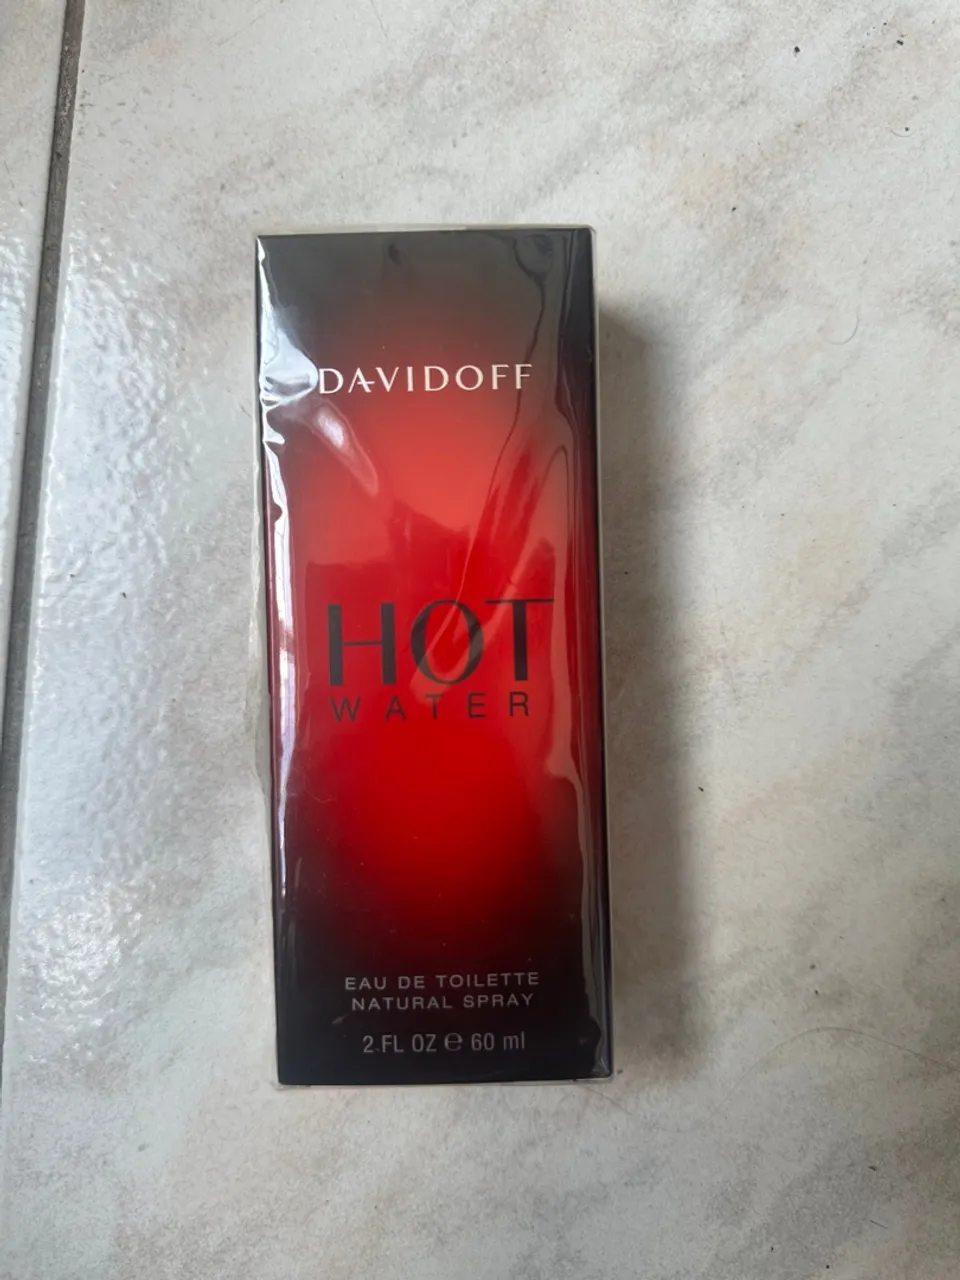 DAVIDOFF
HOT
WATER
EAU DE TOILETTE
NATURAL SPRAY
2 FL OZ ℮ 60 ml